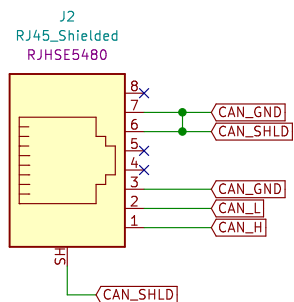 J2
RJ45_Shielded
RJHSE5480
8
7 CAN_GND
6 CAN_SHLD
5
4
3 CAN_GND
2 CAN_L
1 CAN_H
SH
CAN_SHLD